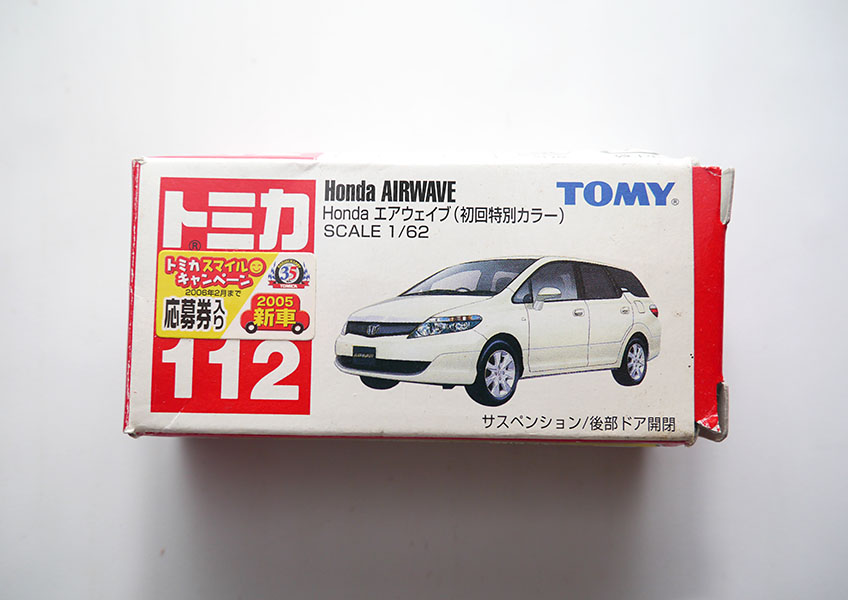 トミカ
®
トミカスマイル
キャンペーン
2006年2月まで
応募券入り
35
2005
新車
112
Honda AIRWAVE
Honda エアウェイブ(初回特別カラー)
SCALE 1/62
TOMY®
サスペンション/後部ドア開閉